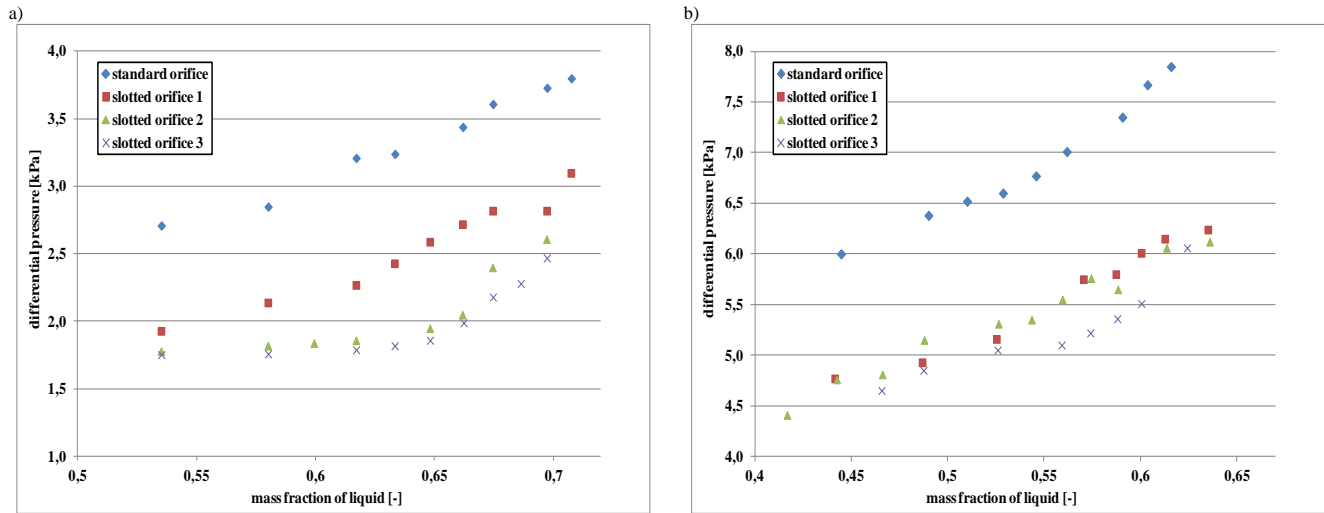 a)
4,0
3,5
3,0
2,5
2,0
1,5
1,0
differential pressure [kPa]
standard orifice
slotted orifice 1
slotted orifice 2
slotted orifice 3
0,5
0,55
0,6
0,65
0,7
mass fraction of liquid [-]
b)
8,0
7,5
7,0
6,5
6,0
5,5
5,0
4,5
4,0
differential pressure [kPa]
standard orifice
slotted orifice 1
slotted orifice 2
slotted orifice 3
0,4
0,45
0,5
0,55
0,6
0,65
mass fraction of liquid [-]